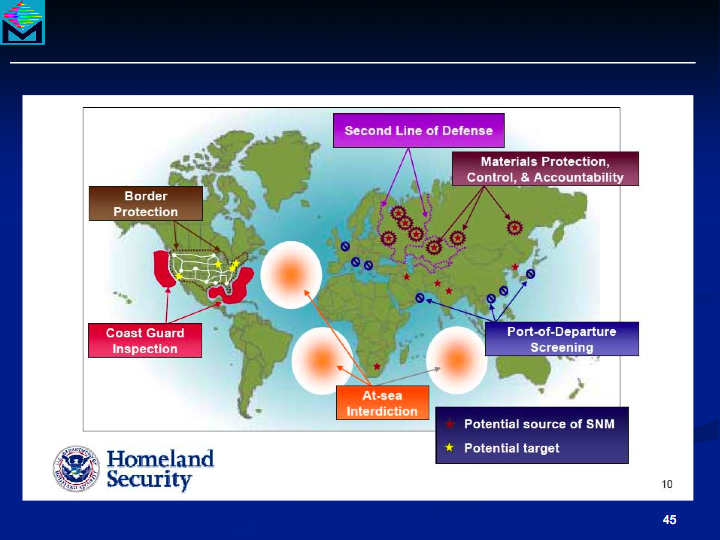 Second Line of Defense
Materials Protection,
Control, & Accountability
Border
Protection
Coast Guard
Inspection
Port-of-Departure
Screening
At-sea
Interdiction
Potential source of SNM
Potential target
Homeland
Security
10
45